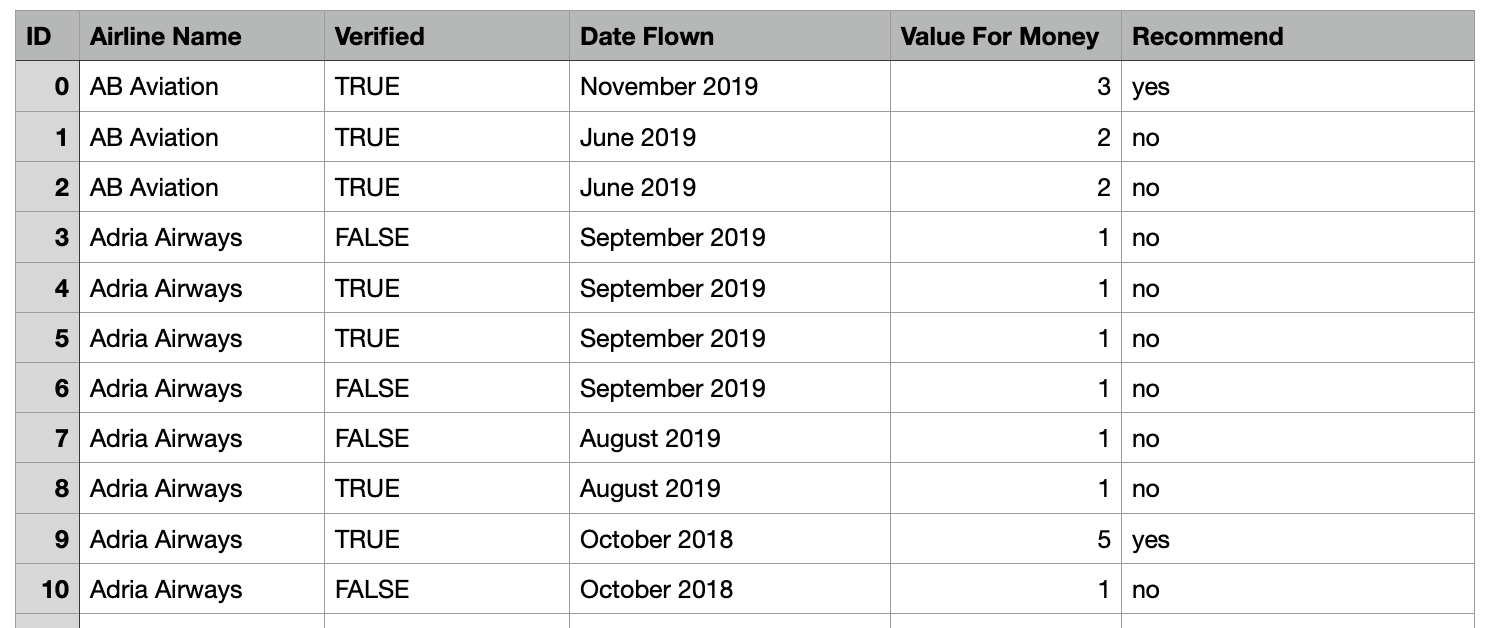 ID Airline Name Verified Date Flown Value For Money Recommend
0 AB Aviation TRUE November 2019 3 yes
1 AB Aviation TRUE June 2019 2 no
2 AB Aviation TRUE June 2019 2 no
3 Adria Airways FALSE September 2019 1 no
4 Adria Airways TRUE September 2019 1 no
5 Adria Airways TRUE September 2019 1 no
6 Adria Airways FALSE September 2019 1 no
7 Adria Airways FALSE August 2019 1 no
8 Adria Airways TRUE August 2019 1 no
9 Adria Airways TRUE October 2018 5 yes
10 Adria Airways FALSE October 2018 1 no